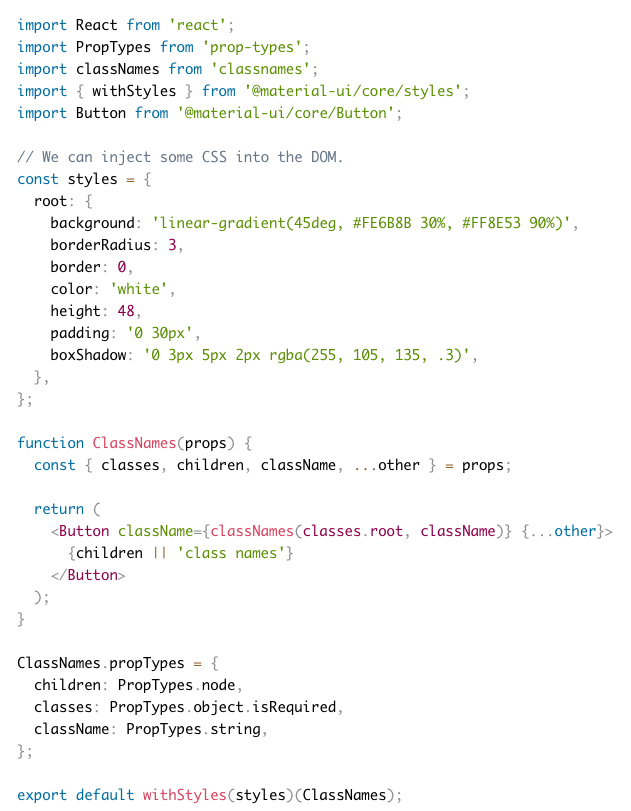 import React from 'react';
import PropTypes from 'prop-types';
import classNames from 'classnames';
import { withStyles } from '@material-ui/core/styles';
import Button from '@material-ui/core/Button';

// We can inject some CSS into the DOM.
const styles = {
  root: {
    background: 'linear-gradient(45deg, #FE6B8B 30%, #FF8E53 90%)',
    borderRadius: 3,
    border: 0,
    color: 'white',
    height: 48,
    padding: '0 30px',
    boxShadow: '0 3px 5px 2px rgba(255, 105, 135, .3)',
  },
};

function ClassNames(props) {
  const { classes, children, className, ...other } = props;

  return (
    <Button className={classNames(classes.root, className)} {...other}>
      {children || 'class names'}
    </Button>
  );
}

ClassNames.propTypes = {
  children: PropTypes.node,
  classes: PropTypes.object.isRequired,
  className: PropTypes.string,
};

export default withStyles(styles)(ClassNames);